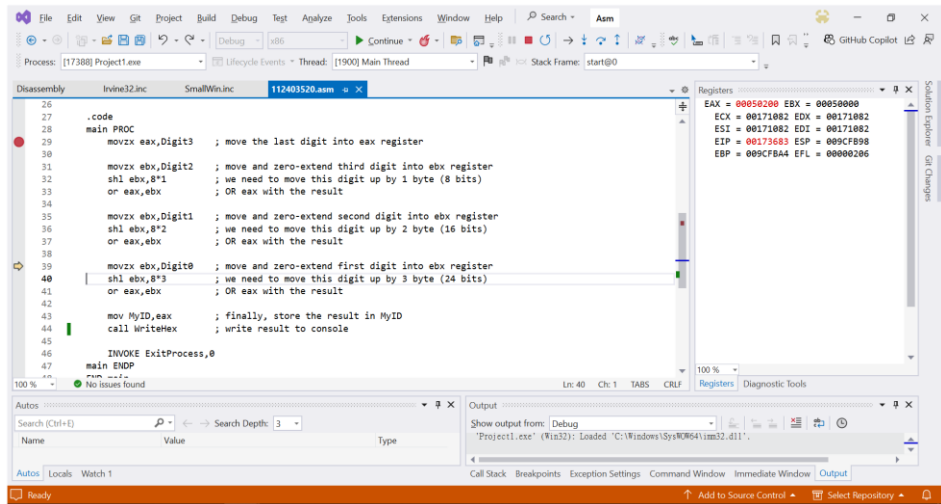 File Edit View Git Project Build Debug Test Analyze Tools Extensions Window Help Search Asm
Debug x86 Continue GitHub Copilot
Process: [17388] Project1.exe Lifecycle Events Thread: [1900] Main Thread Stack Frame: start@0
Disassembly Irvine32.inc SmallWin.inc 112403520.asm
26
27 .code
28 main PROC
29 movzx eax,Digit3 ; move the last digit into eax register
30
31 movzx ebx,Digit2 ; move and zero-extend third digit into ebx register
32 shl ebx,8*1 ; we need to move this digit up by 1 byte (8 bits)
33 or eax,ebx ; OR eax with the result
34
35 movzx ebx,Digit1 ; move and zero-extend second digit into ebx register
36 shl ebx,8*2 ; we need to move this digit up by 2 byte (16 bits)
37 or eax,ebx ; OR eax with the result
38
39 movzx ebx,Digit0 ; move and zero-extend first digit into ebx register
40 shl ebx,8*3 ; we need to move this digit up by 3 byte (24 bits)
41 or eax,ebx ; OR eax with the result
42
43 mov MyID,eax ; finally, store the result in MyID
44 call WriteHex ; write result to console
45
46 INVOKE ExitProcess,0
47 main ENDP
100 % No issues found Ln: 40 Ch: 1 TABS CRLF
Registers
EAX = 00050200 EBX = 00050000
ECX = 00171082 EDX = 00171082
ESI = 00171082 EDI = 00171082
EIP = 00173683 ESP = 009CFB98
EBP = 009CFBA4 EFL = 00000206
100 %
Registers Diagnostic Tools
Solution Explorer
Git Changes
Autos
Search (Ctrl+E) Search Depth: 3
Name Value Type
Autos Locals Watch 1
Output
Show output from: Debug
'Project1.exe' (Win32): Loaded 'C:\Windows\SysWOW64\imm32.dll'.
Call Stack Breakpoints Exception Settings Command Window Immediate Window Output
Ready Add to Source Control Select Repository